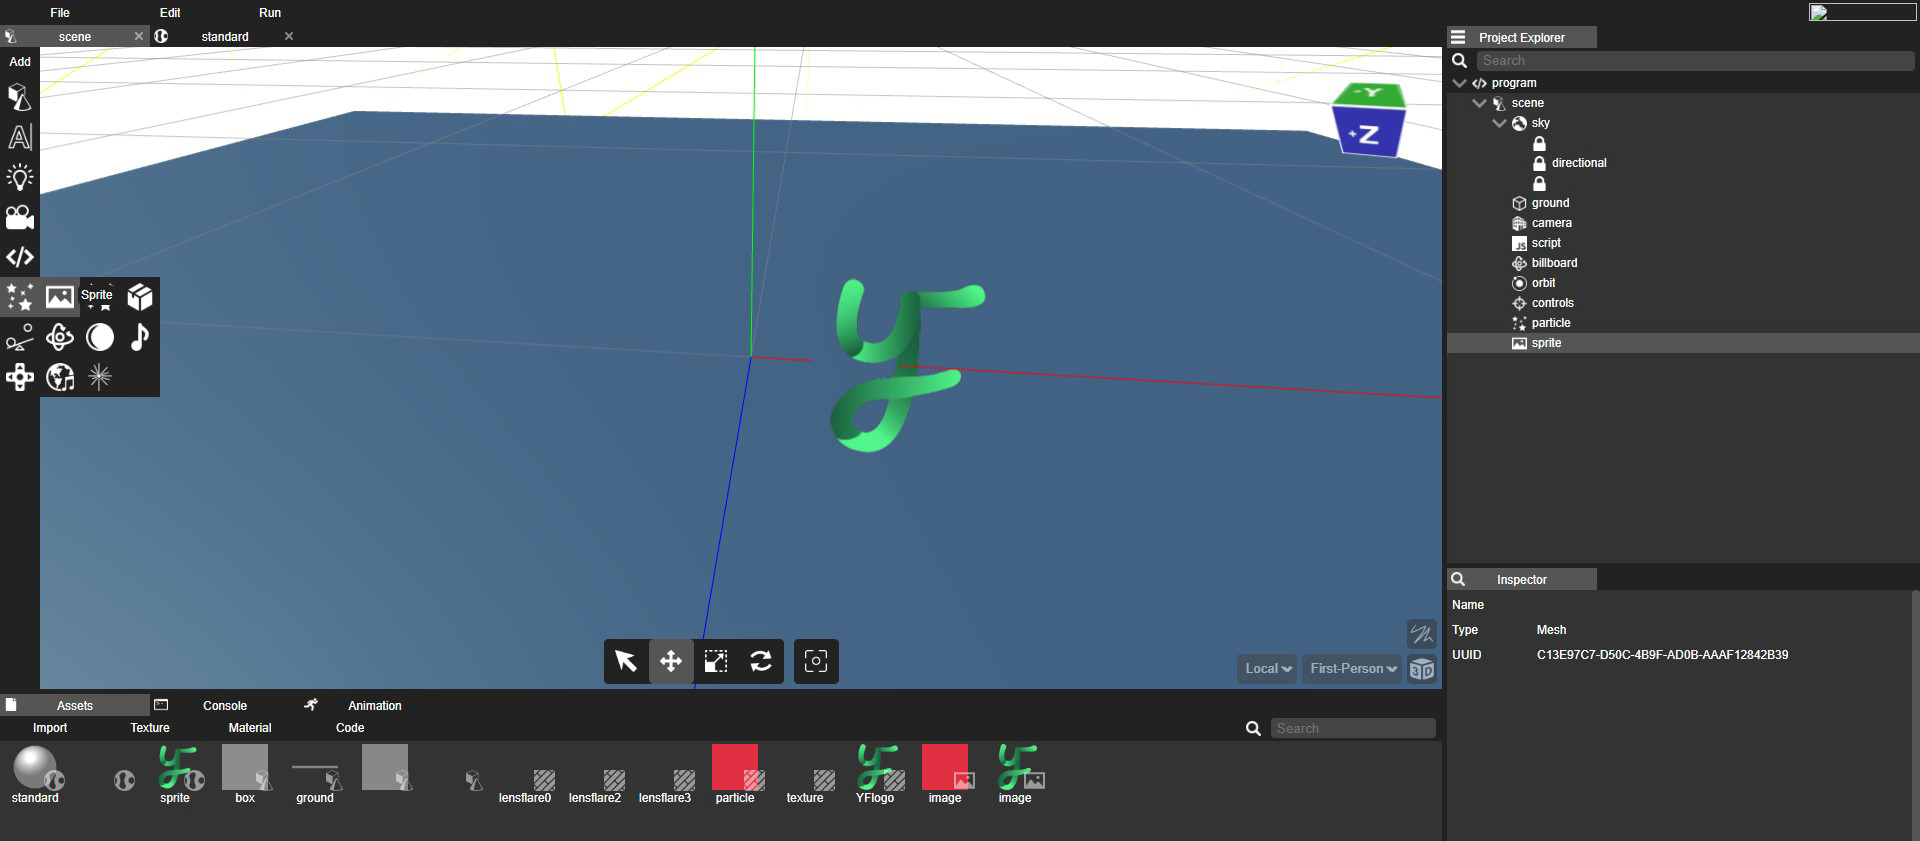 File Edit Run
scene standard
Project Explorer
Add
Search
program
scene
sky
directional
ground
camera
script
billboard
orbit
controls
particle
sprite
-Y
+Z
A
Sprite
JS
Local First-Person 3D
Inspector
Name
Type Mesh
UUID C13E97C7-D50C-4B9F-AD0B-AAAF12842B39
Assets Console Animation
Import Texture Material Code Search
standard sprite box ground lensflare0 lensflare2 lensflare3 particle texture YFlogo image image